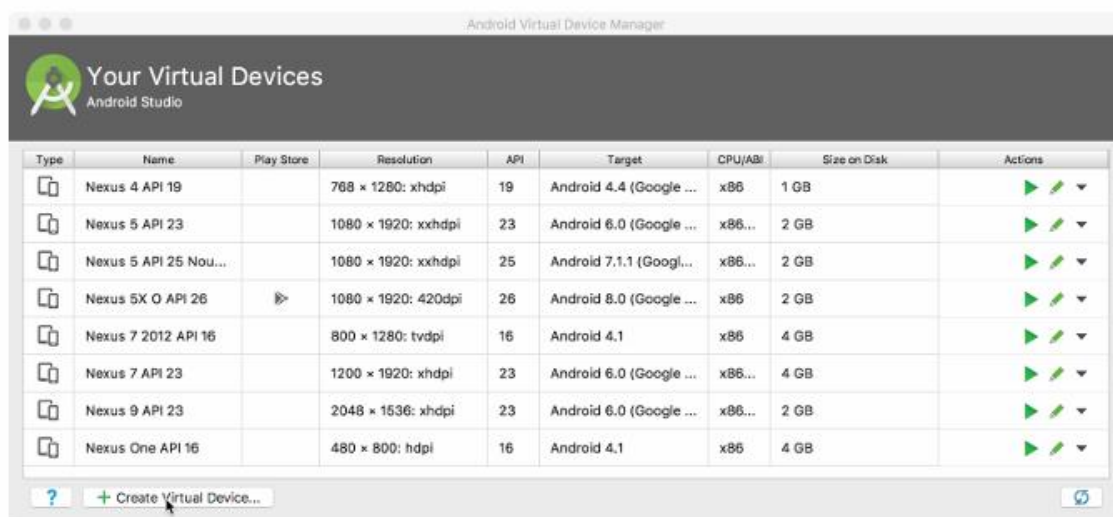 Android Virtual Device Manager
Your Virtual Devices
Android Studio
Type Name Play Store Resolution API Target CPU/ABI Size on Disk Actions
Nexus 4 API 19 768 × 1280: xhdpi 19 Android 4.4 (Google ... x86 1 GB
Nexus 5 API 23 1080 × 1920: xxhdpi 23 Android 6.0 (Google ... x86... 2 GB
Nexus 5 API 25 Nou... 1080 × 1920: xxhdpi 25 Android 7.1.1 (Googl... x86... 2 GB
Nexus 5X O API 26 1080 × 1920: 420dpi 26 Android 8.0 (Google ... x86 2 GB
Nexus 7 2012 API 16 800 × 1280: tvdpi 16 Android 4.1 x86 4 GB
Nexus 7 API 23 1200 × 1920: xhdpi 23 Android 6.0 (Google ... x86... 4 GB
Nexus 9 API 23 2048 × 1536: xhdpi 23 Android 6.0 (Google ... x86... 2 GB
Nexus One API 16 480 × 800: hdpi 16 Android 4.1 x86 4 GB
? + Create Virtual Device...